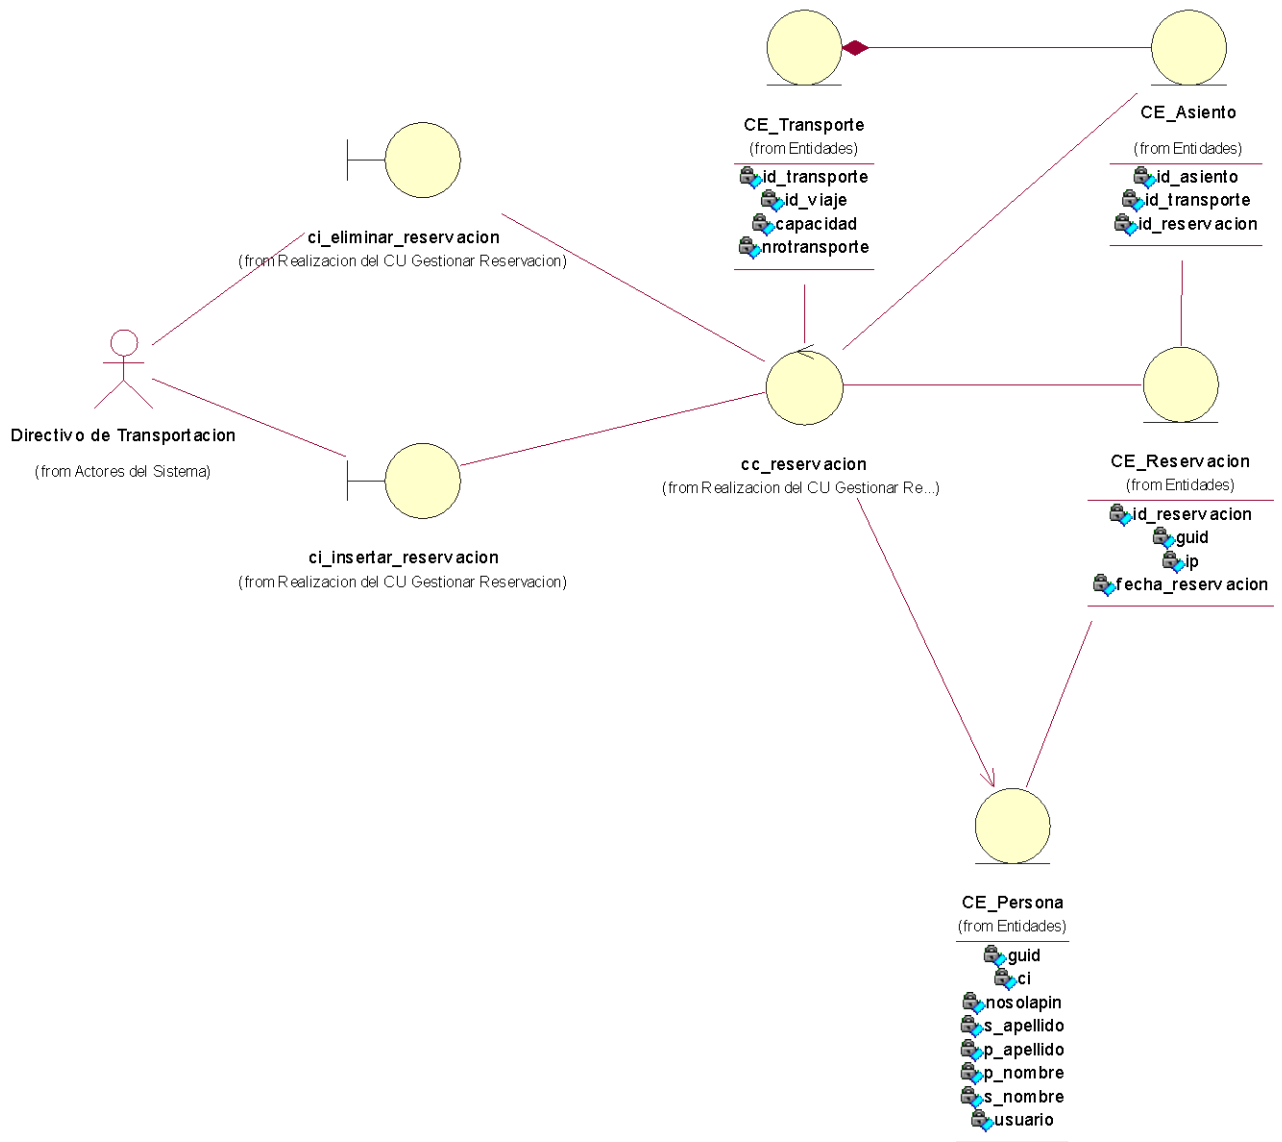 CE_Transporte
(from Entidades)
id_transporte
id_viaje
capacidad
nrotransporte
CE_Asiento
(from Entidades)
id_asiento
id_transporte
id_reservacion
ci_eliminar_reservacion
(from Realizacion del CU Gestionar Reservacion)
Directivo de Transportacion
(from Actores del Sistema)
ci_insertar_reservacion
(from Realizacion del CU Gestionar Reservacion)
cc_reservacion
(from Realizacion del CU Gestionar Re...)
CE_Reservacion
(from Entidades)
id_reservacion
guid
ip
fecha_reservacion
CE_Persona
(from Entidades)
guid
ci
nosolapin
s_apellido
p_apellido
p_nombre
s_nombre
usuario